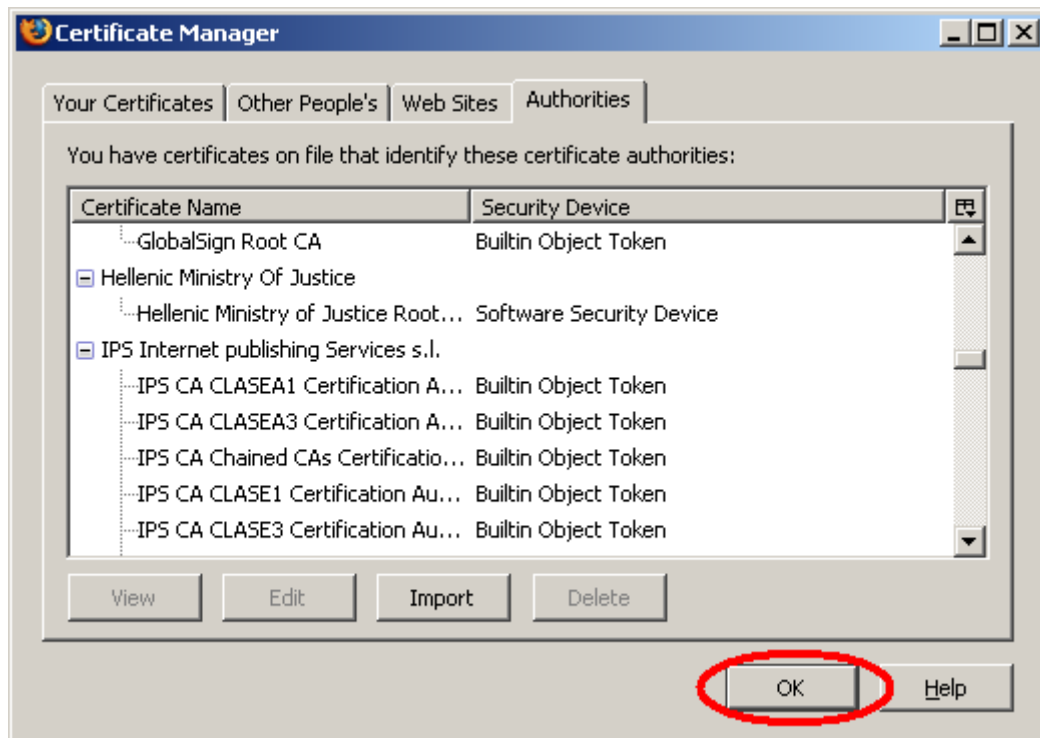 Certificate Manager
Your Certificates Other People's Web Sites Authorities
You have certificates on file that identify these certificate authorities:
Certificate Name Security Device
GlobalSign Root CA Builtin Object Token
Hellenic Ministry Of Justice
Hellenic Ministry of Justice Root... Software Security Device
IPS Internet publishing Services s.l.
IPS CA CLASEA1 Certification A... Builtin Object Token
IPS CA CLASEA3 Certification A... Builtin Object Token
IPS CA Chained CAs Certificatio... Builtin Object Token
IPS CA CLASE1 Certification Au... Builtin Object Token
IPS CA CLASE3 Certification Au... Builtin Object Token
View Edit Import Delete
OK Help